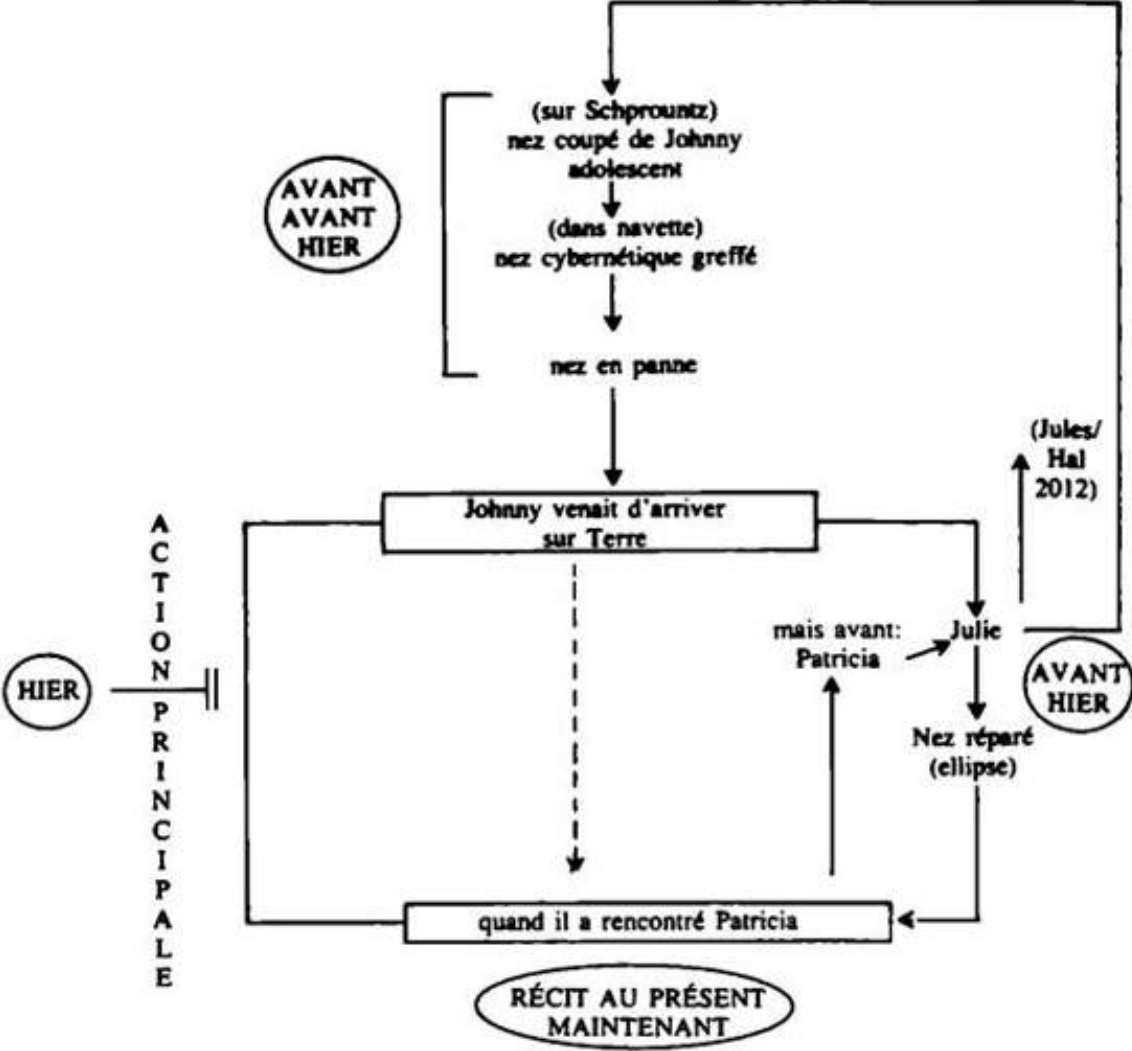 (sur Schprountz)
nez coupé de Johnny
adolescent
AVANT
AVANT
HIER
(dans navette)
nez cybernétique greffé
nez en panne
(Jules/
Hal
2012)
Johnny venait d'arriver
sur Terre
ACTION PRINCIPALE
mais avant:
Patricia
Julie
HIER
AVANT
HIER
Nez réparé
(ellipse)
quand il a rencontré Patricia
RÉCIT AU PRÉSENT
MAINTENANT